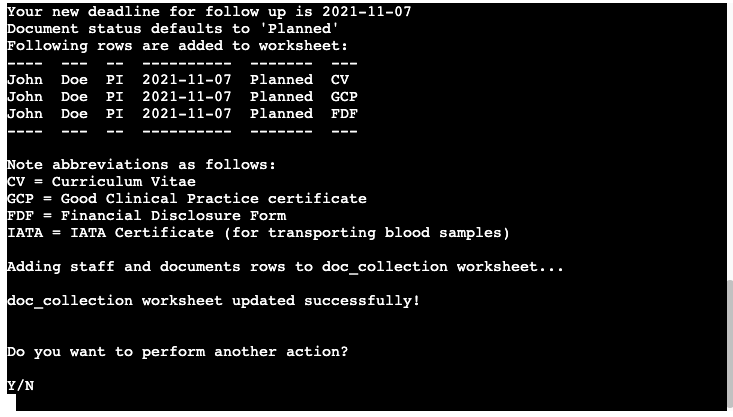 Your new deadline for follow up is 2021-11-07
Document status defaults to 'Planned'
Following rows are added to worksheet:
----  ---  --  ----------  -------  ---
John  Doe  PI  2021-11-07  Planned  CV
John  Doe  PI  2021-11-07  Planned  GCP
John  Doe  PI  2021-11-07  Planned  FDF
----  ---  --  ----------  -------  ---
Note abbreviations as follows:
CV = Curriculum Vitae
GCP = Good Clinical Practice certificate
FDF = Financial Disclosure Form
IATA = IATA Certificate (for transporting blood samples)
Adding staff and documents rows to doc_collection worksheet...
doc_collection worksheet updated successfully!
Do you want to perform another action?
Y/N